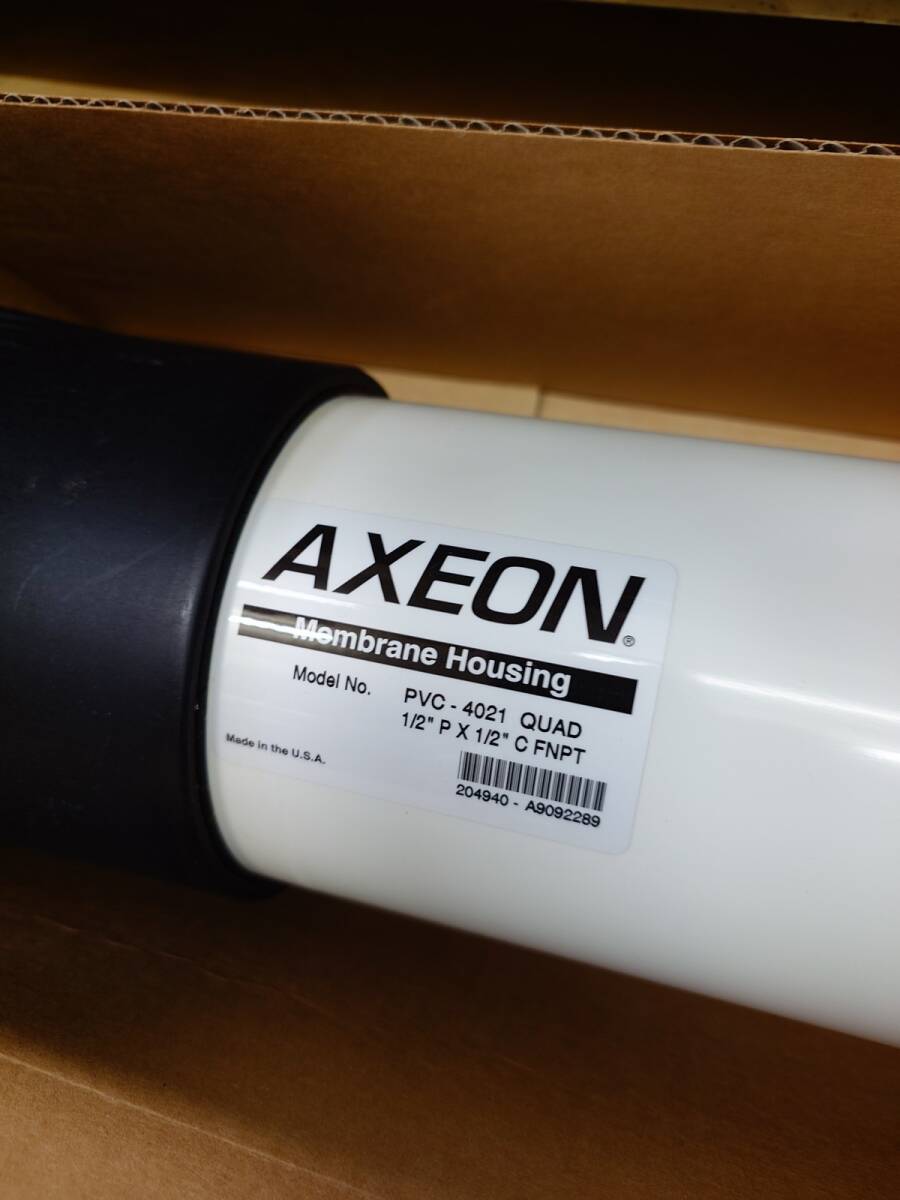 AXEON®
Membrane Housing
Model No. PVC - 4021 QUAD
1/2" P X 1/2" C FNPT
Made in the U.S.A.
204940 - A9092289